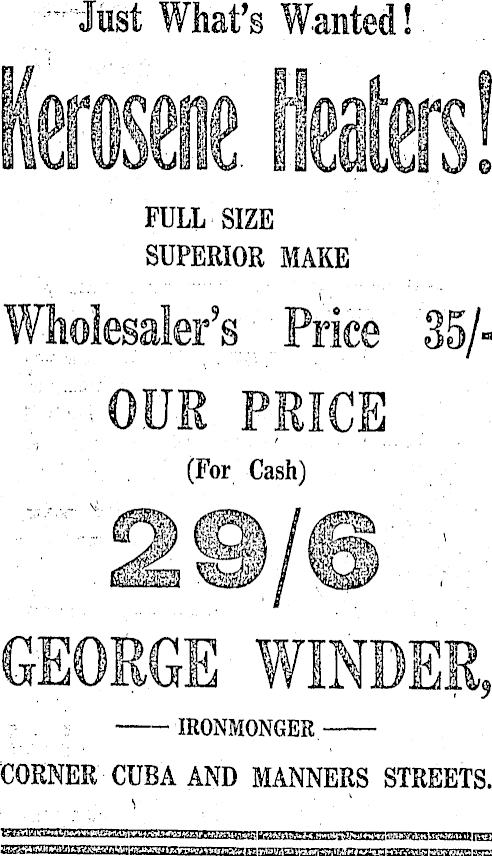 Just What's Wanted!
Kerosene Heaters!
FULL SIZE
SUPERIOR MAKE
Wholesaler's Price 35/-
OUR PRICE
(For Cash)
29/6
GEORGE WINDER,
IRONMONGER
CORNER CUBA AND MANNERS STREETS.